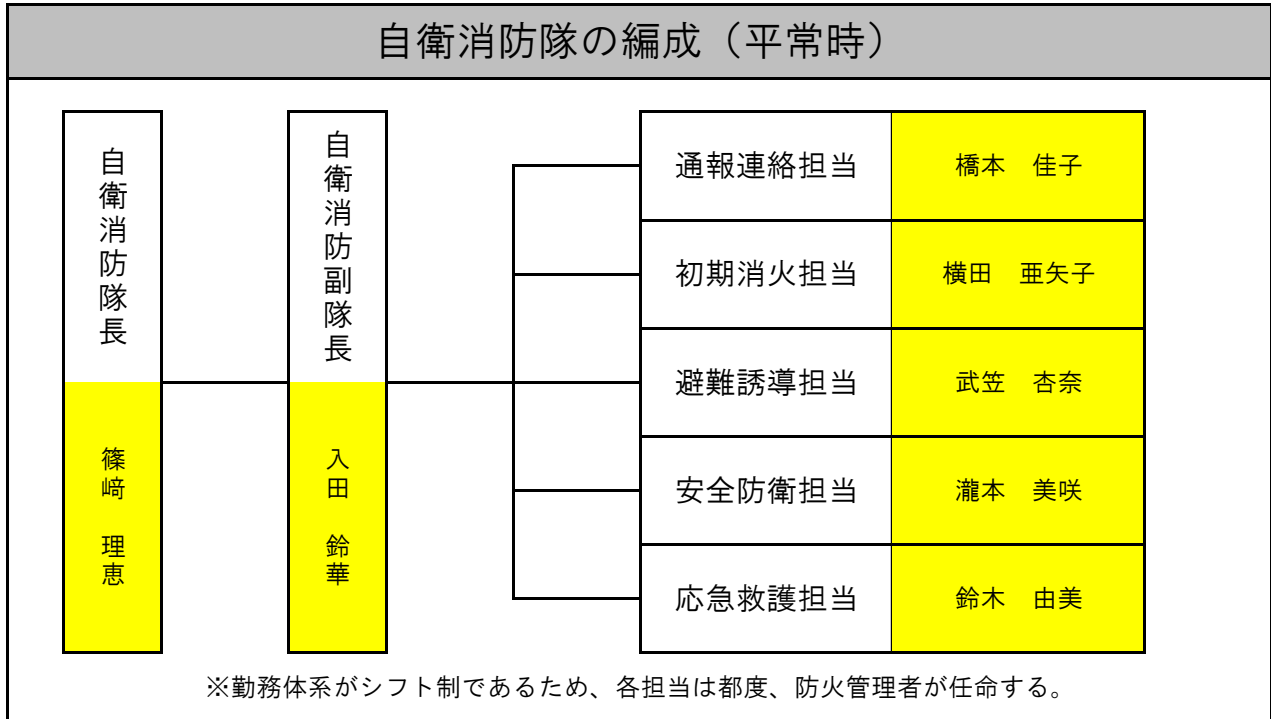 自衛消防隊の編成（平常時）
自衛消防隊長
篠﨑　理恵
自衛消防副隊長
入田　鈴華
通報連絡担当
橋本　佳子
初期消火担当
横田　亜矢子
避難誘導担当
武笠　杏奈
安全防衛担当
瀧本　美咲
応急救護担当
鈴木　由美
※勤務体系がシフト制であるため、各担当は都度、防火管理者が任命する。